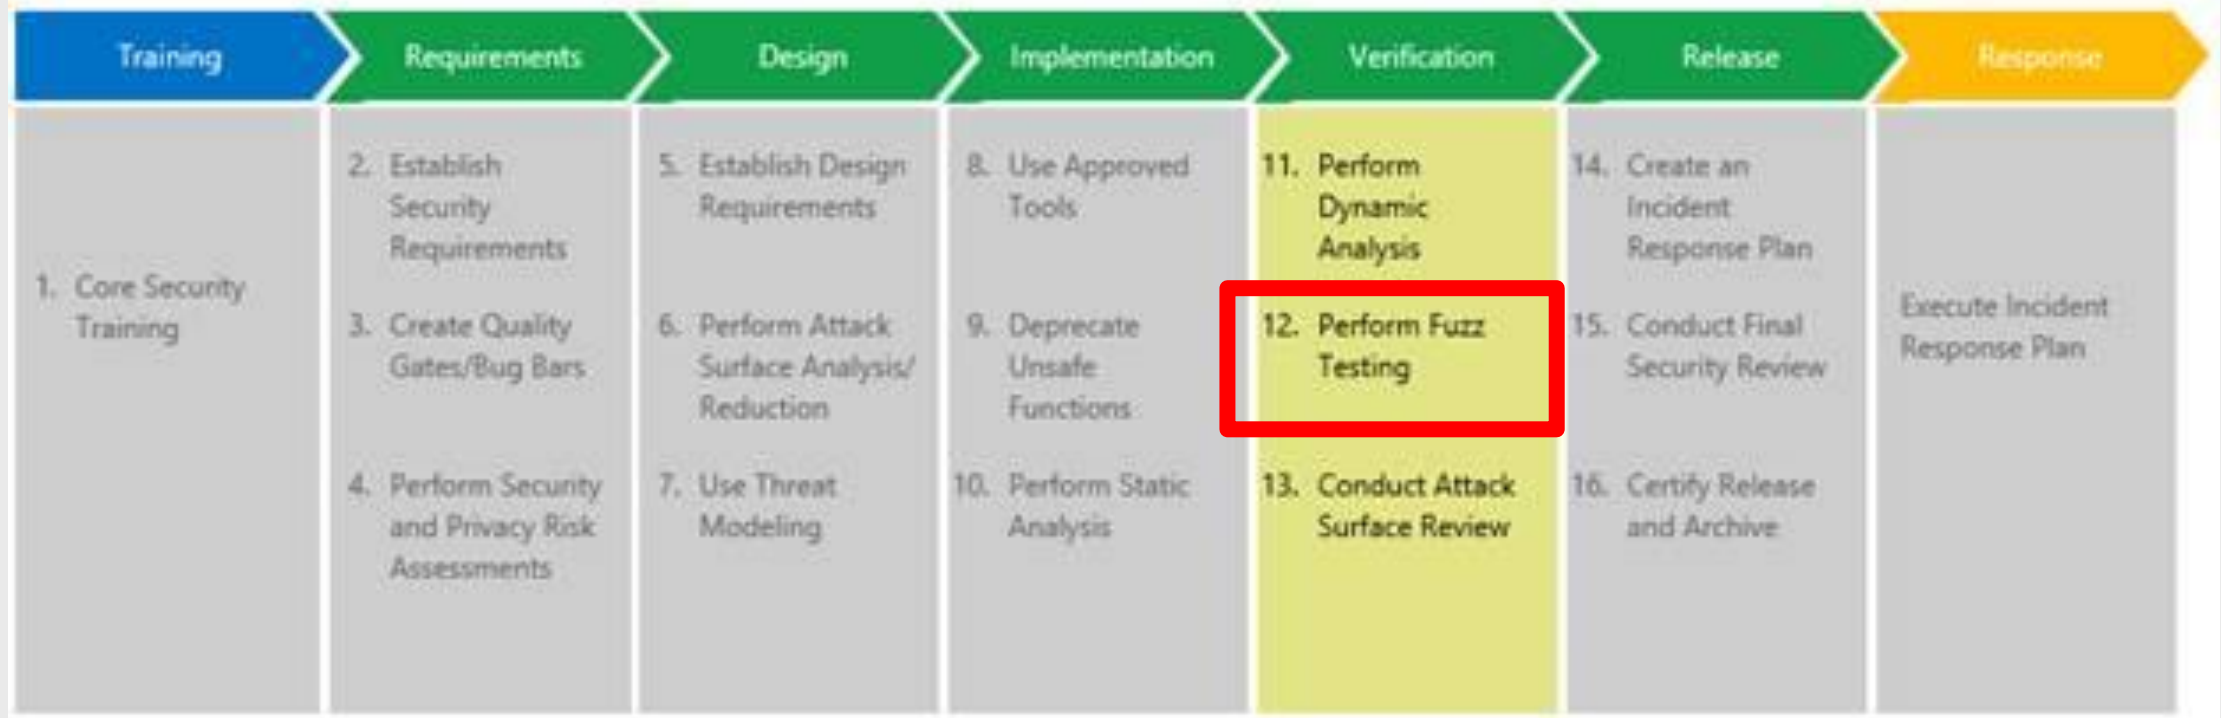 Training
Requirements
Design
Implementation
Verification
Release
Response
1. Core Security
Training
2. Establish
Security
Requirements
3. Create Quality
Gates/Bug Bars
4. Perform Security
and Privacy Risk
Assessments
5. Establish Design
Requirements
6. Perform Attack
Surface Analysis/
Reduction
7. Use Threat
Modeling
8. Use Approved
Tools
9. Deprecate
Unsafe
Functions
10. Perform Static
Analysis
11. Perform
Dynamic
Analysis
12. Perform Fuzz
Testing
13. Conduct Attack
Surface Review
14. Create an
Incident
Response Plan
15. Conduct Final
Security Review
16. Certify Release
and Archive
Execute Incident
Response Plan